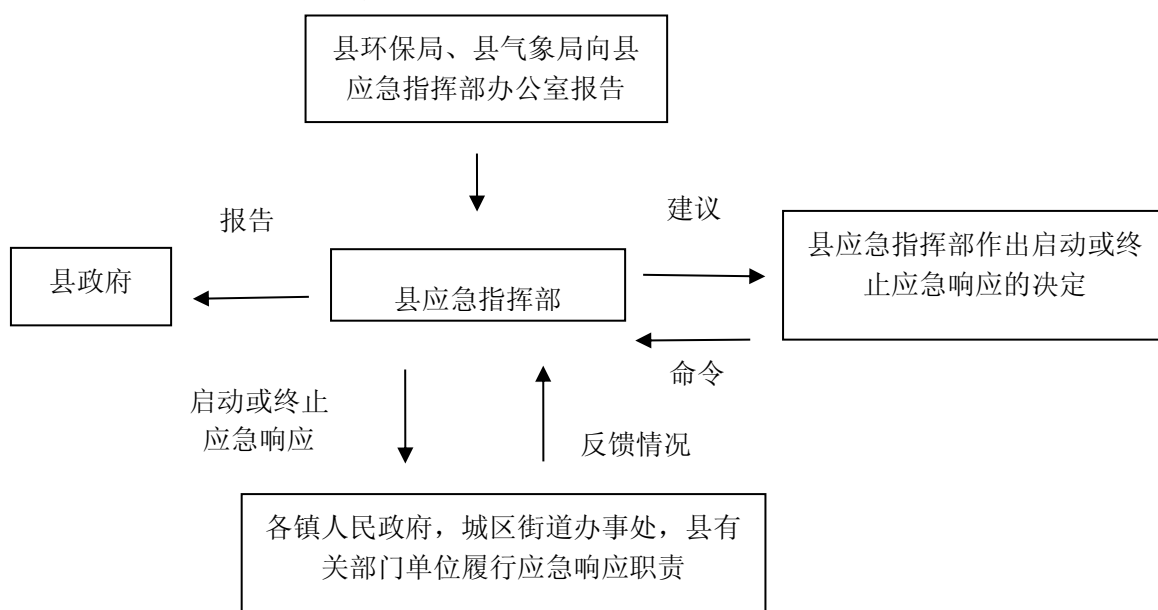 县环保局、县气象局向县
应急指挥部办公室报告
报告
建议
县政府
县应急指挥部
县应急指挥部作出启动或终
止应急响应的决定
命令
启动或终止
应急响应
反馈情况
各镇人民政府，城区街道办事处，县有
关部门单位履行应急响应职责